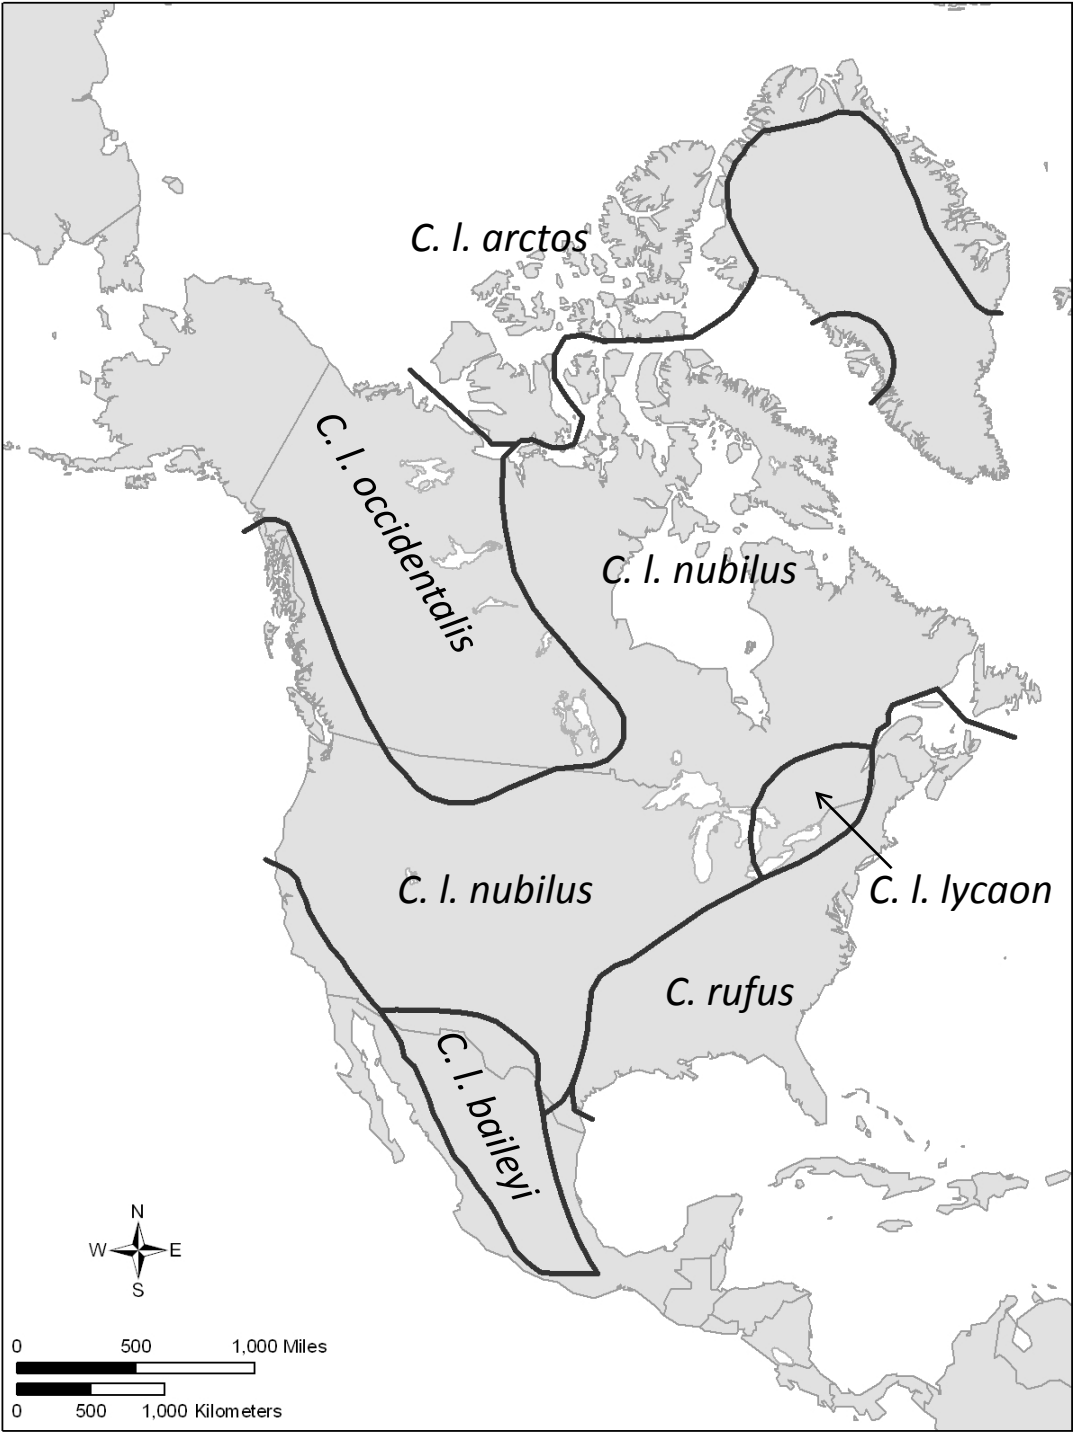 C. l. arctos
C. l. occidentalis
C. l. nubilus
C. l. nubilus
C. l. lycaon
C. rufus
C. l. baileyi
N
W E
S
0 500 1,000 Miles
0 500 1,000 Kilometers